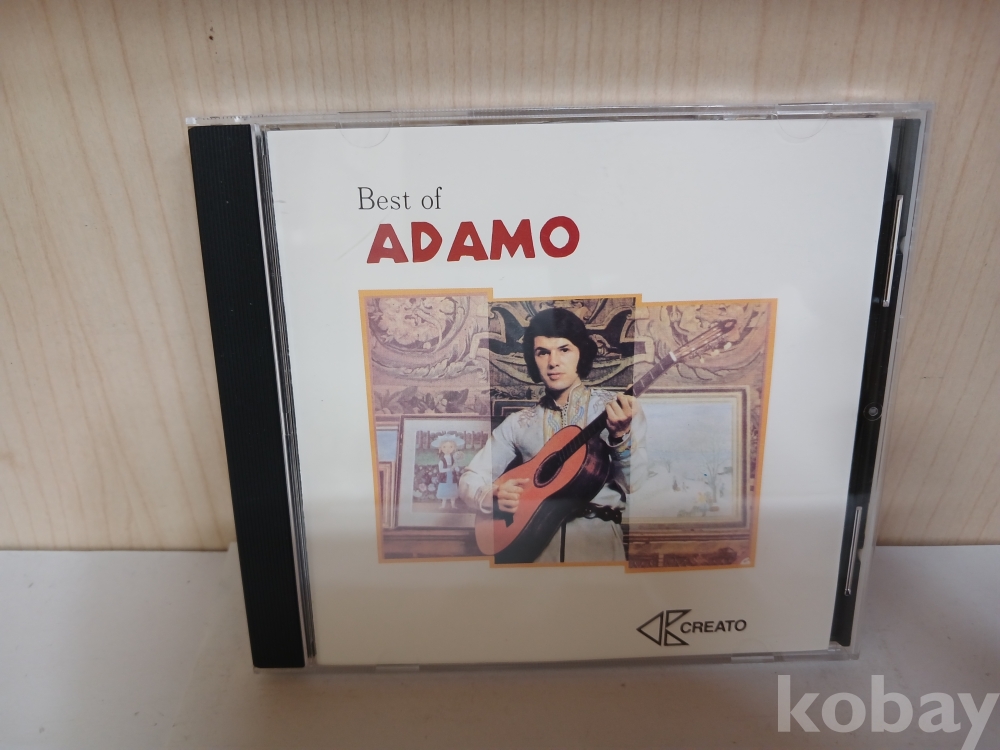 Best of
ADAMO
CREATO
kobay